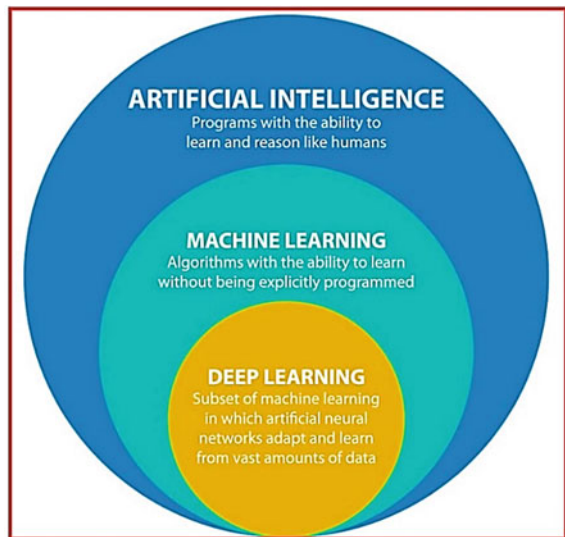 ARTIFICIAL INTELLIGENCE
Programs with the ability to
learn and reason like humans
MACHINE LEARNING
Algorithms with the ability to learn
without being explicitly programmed
DEEP LEARNING
Subset of machine learning
in which artificial neural
networks adapt and learn
from vast amounts of data